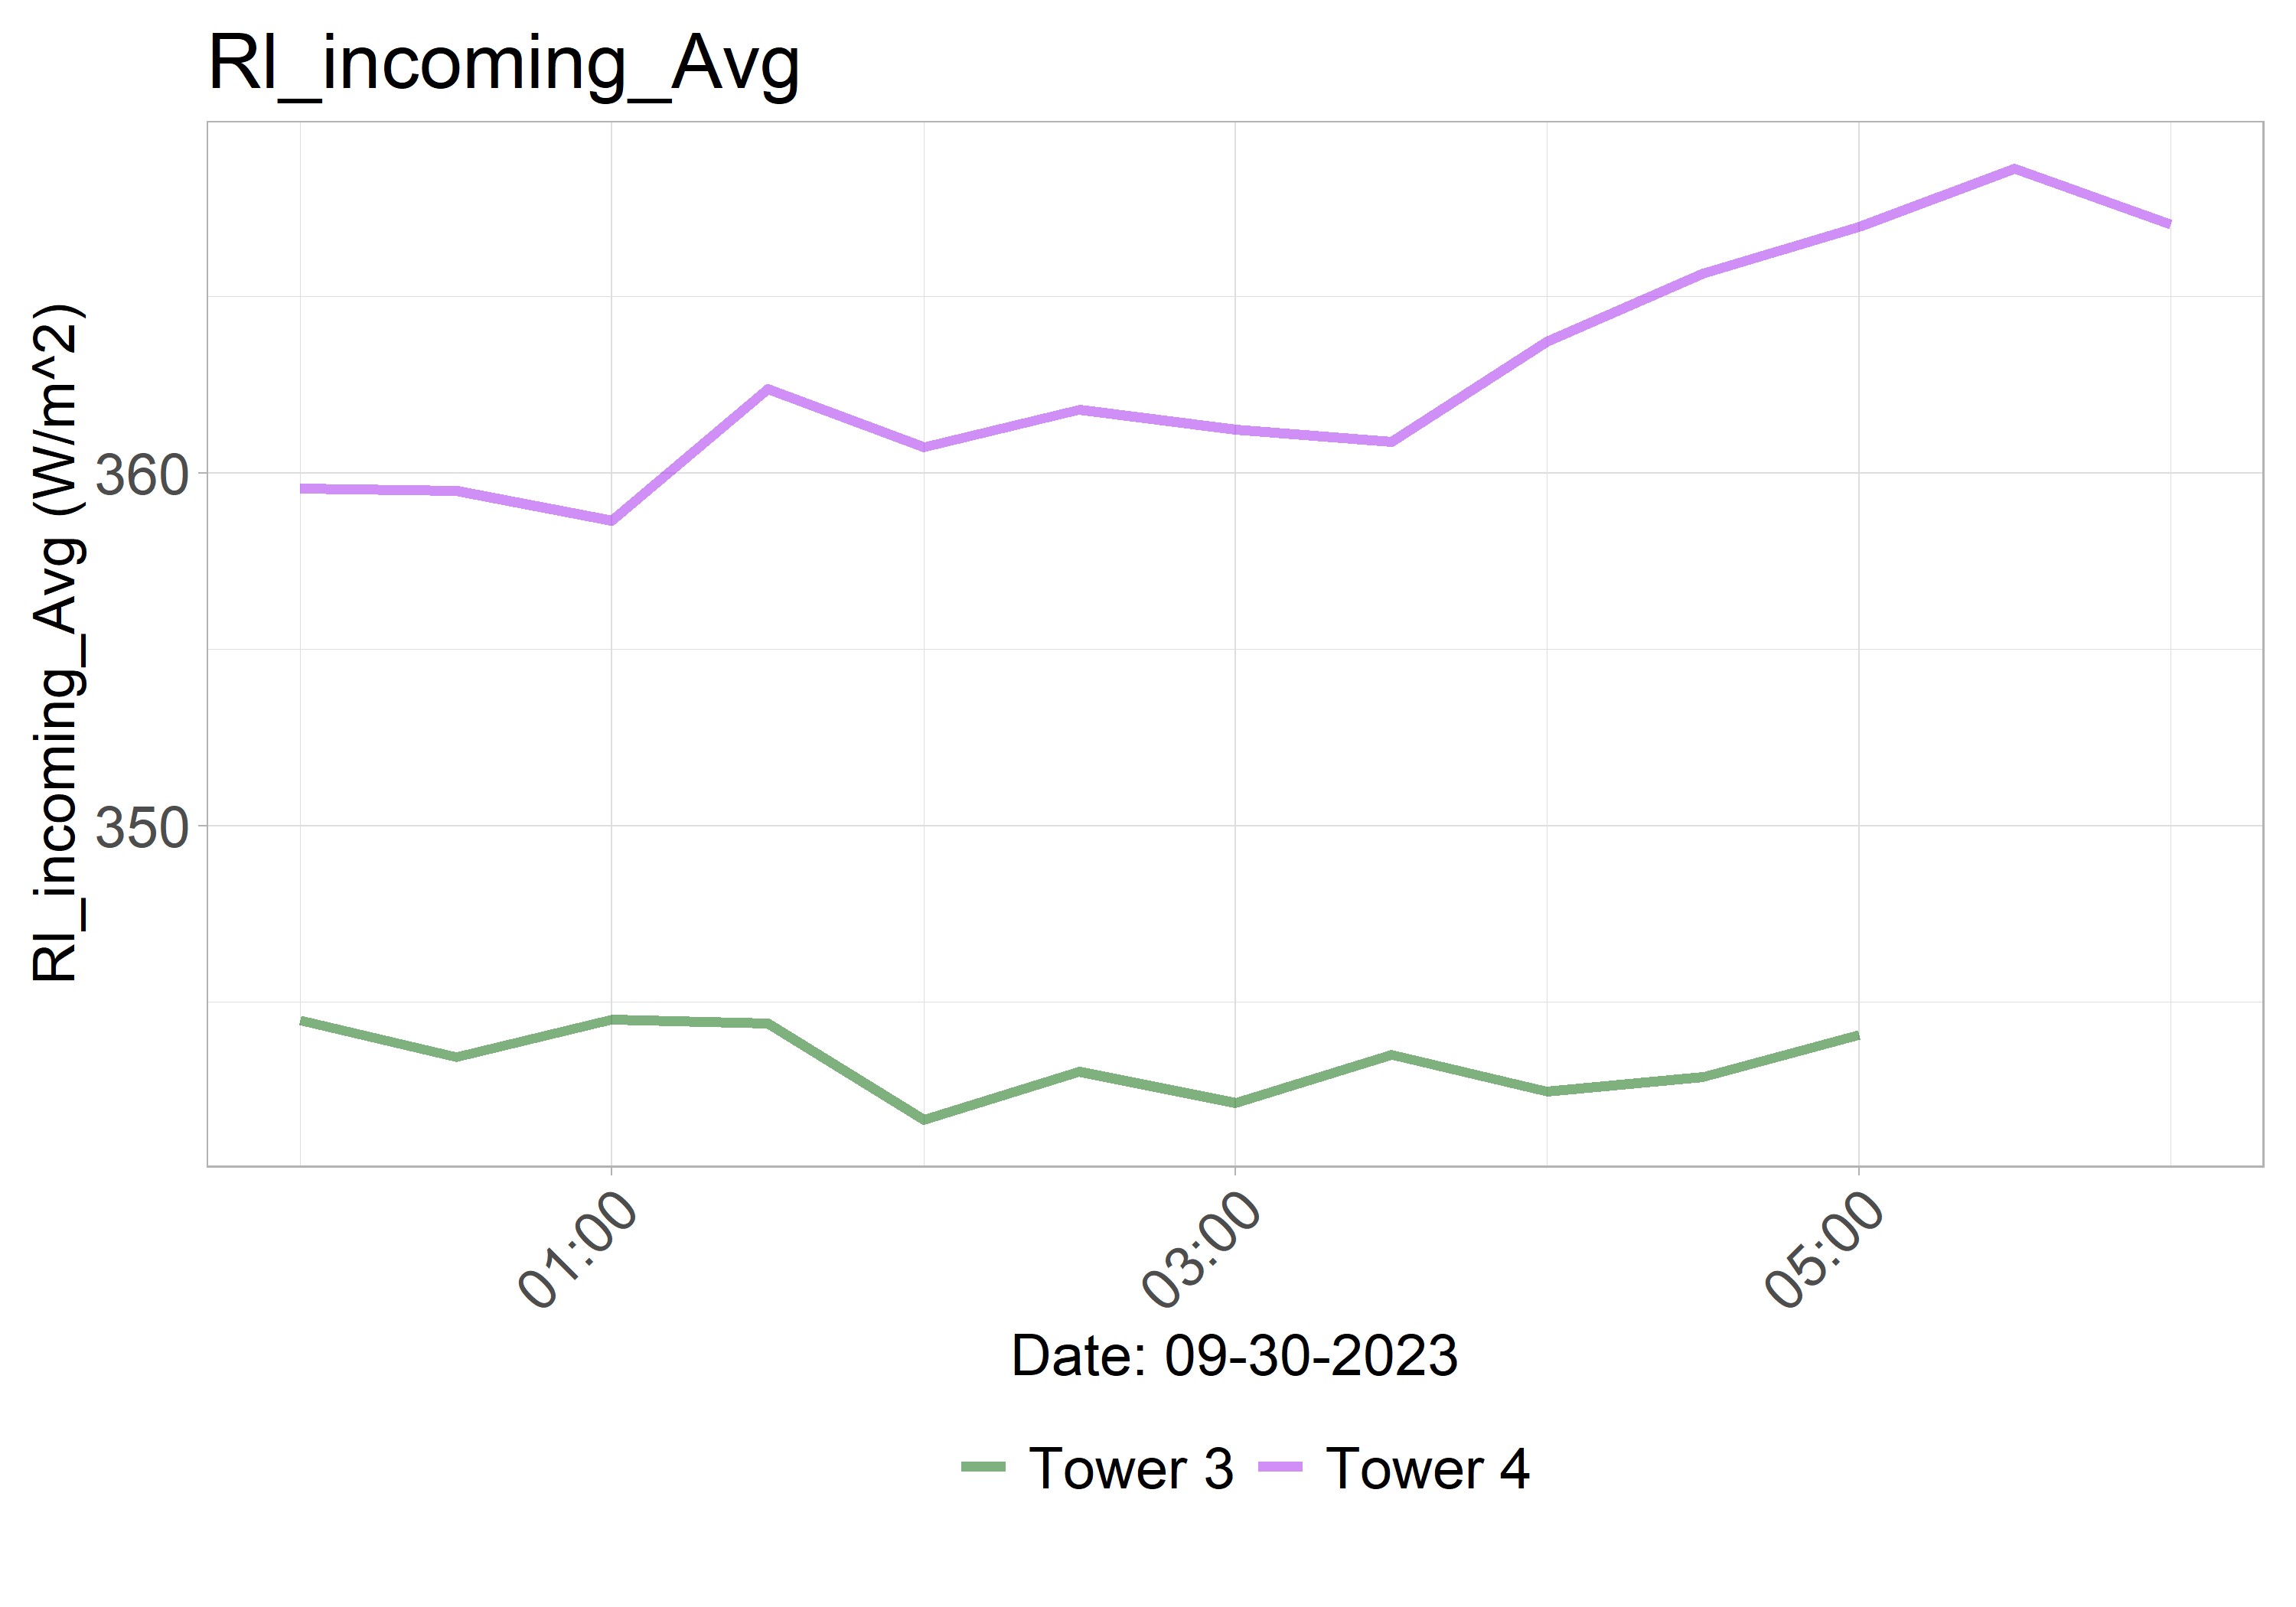 Rl_incoming_Avg
Rl_incoming_Avg (W/m^2)
360
350
01:00
03:00
05:00
Date: 09-30-2023
Tower 3
Tower 4